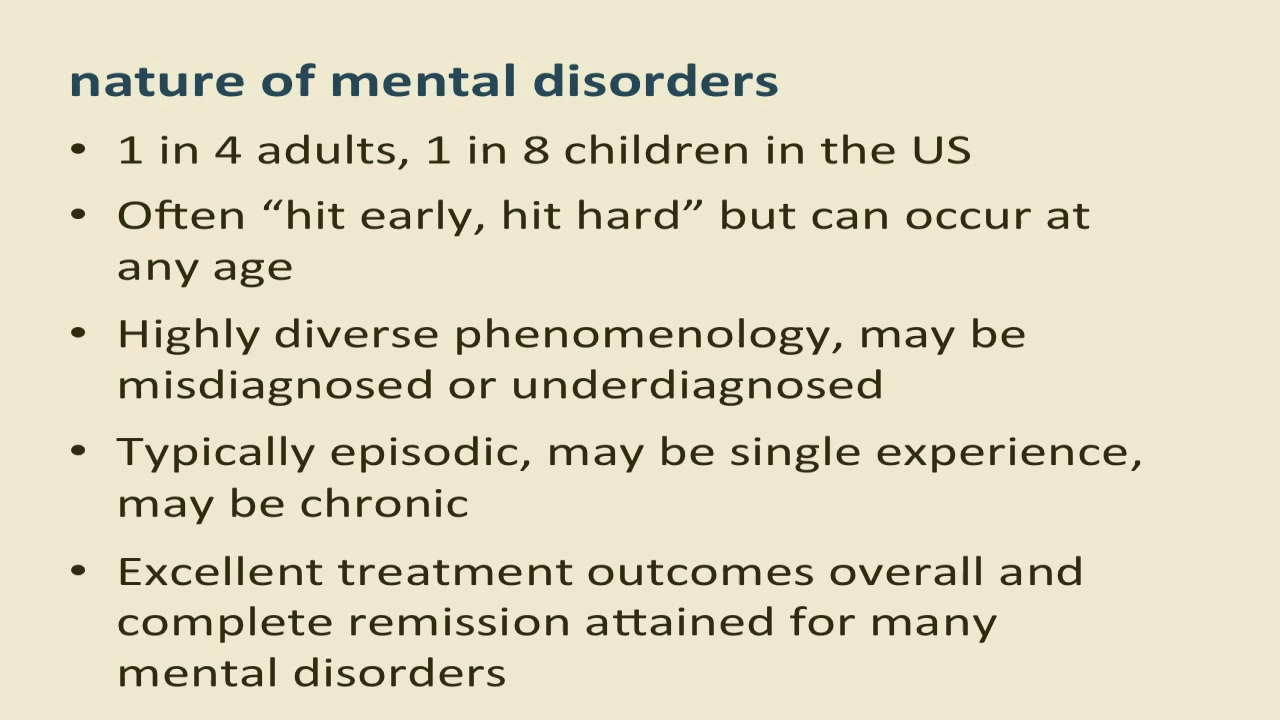 nature of mental disorders
• 1 in 4 adults, 1 in 8 children in the US
• Often “hit early, hit hard” but can occur at
any age
• Highly diverse phenomenology, may be
misdiagnosed or underdiagnosed
• Typically episodic, may be single experience,
may be chronic
• Excellent treatment outcomes overall and
complete remission attained for many
mental disorders